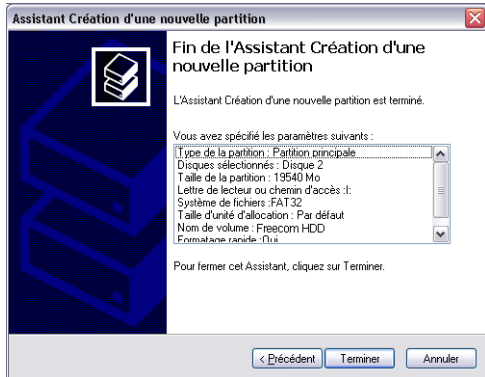 Assistant Création d'une nouvelle partition
Fin de l'Assistant Création d'une
nouvelle partition
L'Assistant Création d'une nouvelle partition est terminé.
Vous avez spécifié les paramètres suivants :
Type de la partition : Partition principale
Disques sélectionnés : Disque 2
Taille de la partition : 19540 Mo
Lettre de lecteur ou chemin d'accès :I:
Système de fichiers :FAT32
Taille d'unité d'allocation : Par défaut
Nom de volume : Freecom HDD
Formatage rapide :Oui
Pour fermer cet Assistant, cliquez sur Terminer.
< Précédent
Terminer
Annuler